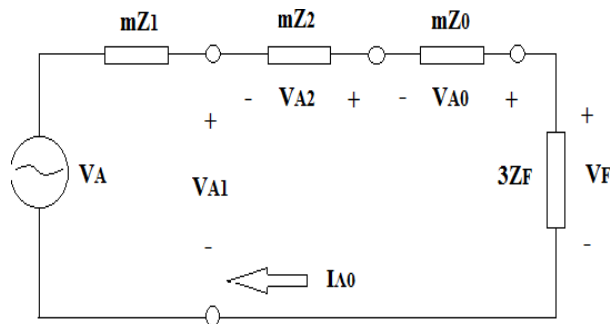 mZ1 mZ2 mZ0
- VA2 + - VA0 +
+ +
VA VA1 3ZF VF
- -
IA0